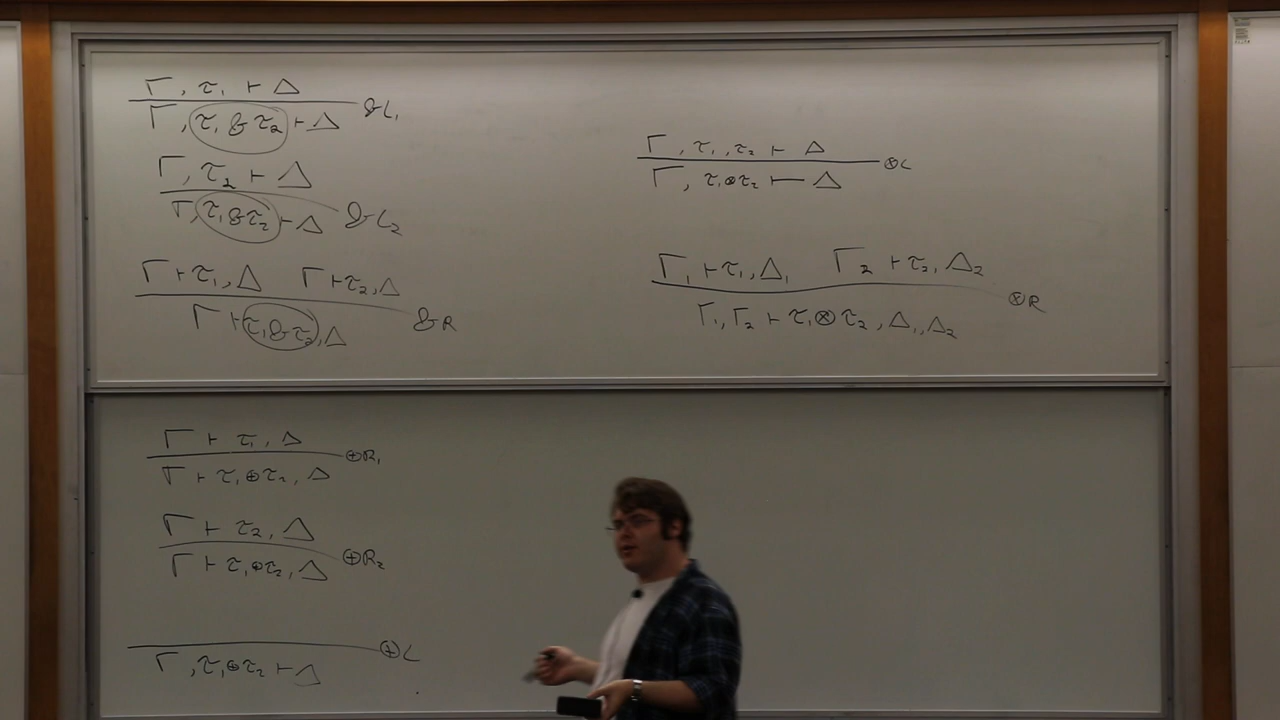 Γ, τ₁ ⊢ Δ
&L₁
Γ, τ₁ & τ₂ ⊢ Δ
Γ, τ₂ ⊢ Δ
&L₂
Γ, τ₁ & τ₂ ⊢ Δ
Γ ⊢ τ₁, Δ Γ ⊢ τ₂, Δ
&R
Γ ⊢ τ₁ & τ₂, Δ
Γ, τ₁, τ₂ ⊢ Δ
⊗L
Γ, τ₁ ⊗ τ₂ ⊢ Δ
Γ₁ ⊢ τ₁, Δ₁ Γ₂ ⊢ τ₂, Δ₂
⊗R
Γ₁, Γ₂ ⊢ τ₁ ⊗ τ₂, Δ₁, Δ₂
Γ ⊢ τ₁, Δ
⊕R₁
Γ ⊢ τ₁ ⊕ τ₂, Δ
Γ ⊢ τ₂, Δ
⊕R₂
Γ ⊢ τ₁ ⊕ τ₂, Δ
⊕L
Γ, τ₁ ⊕ τ₂ ⊢ Δ